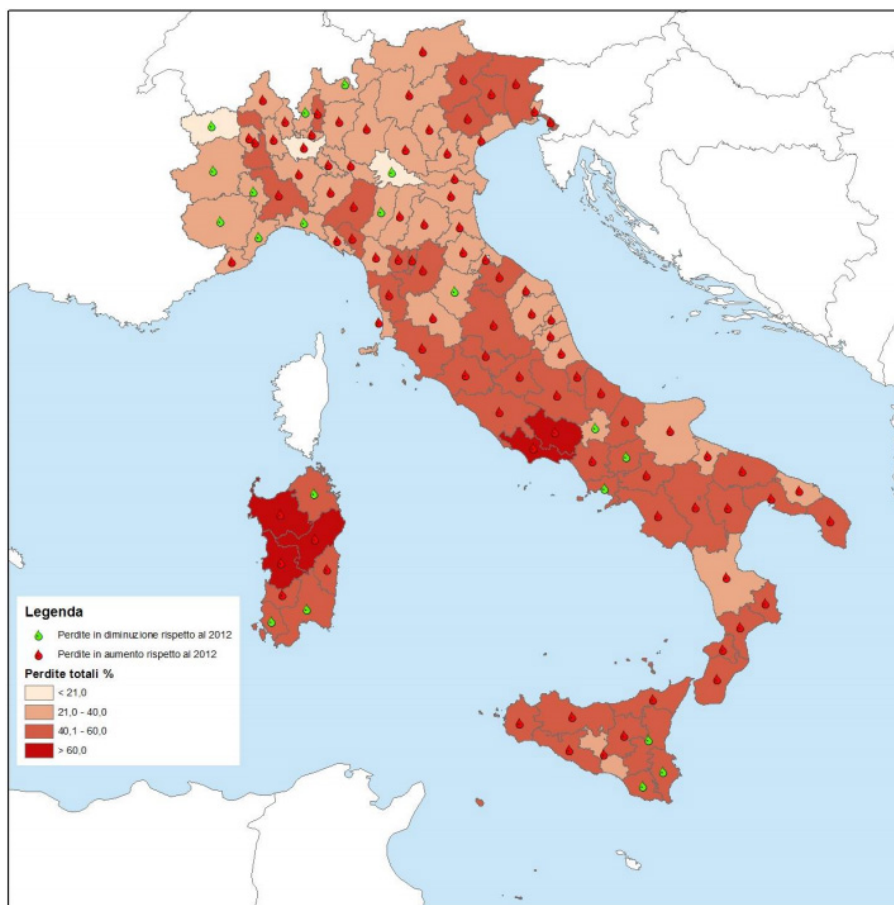 Legenda
Perdite in diminuzione rispetto al 2012
Perdite in aumento rispetto al 2012
Perdite totali %
< 21,0
21,0 - 40,0
40,1 - 60,0
> 60,0